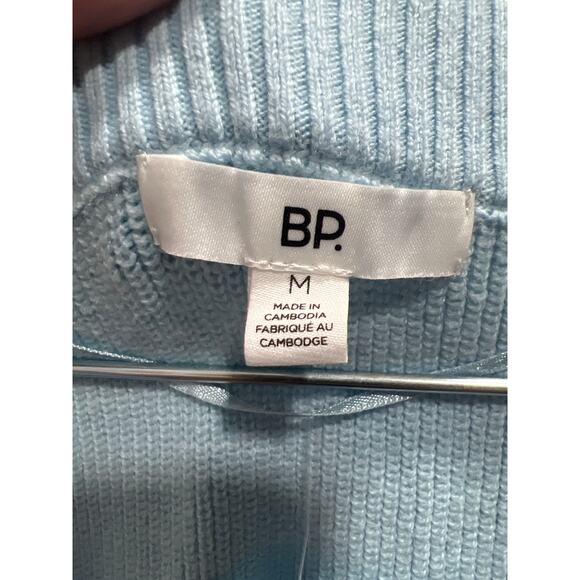 BP.
M
MADE IN
CAMBODIA
FABRIQUÉ AU
CAMBODGE